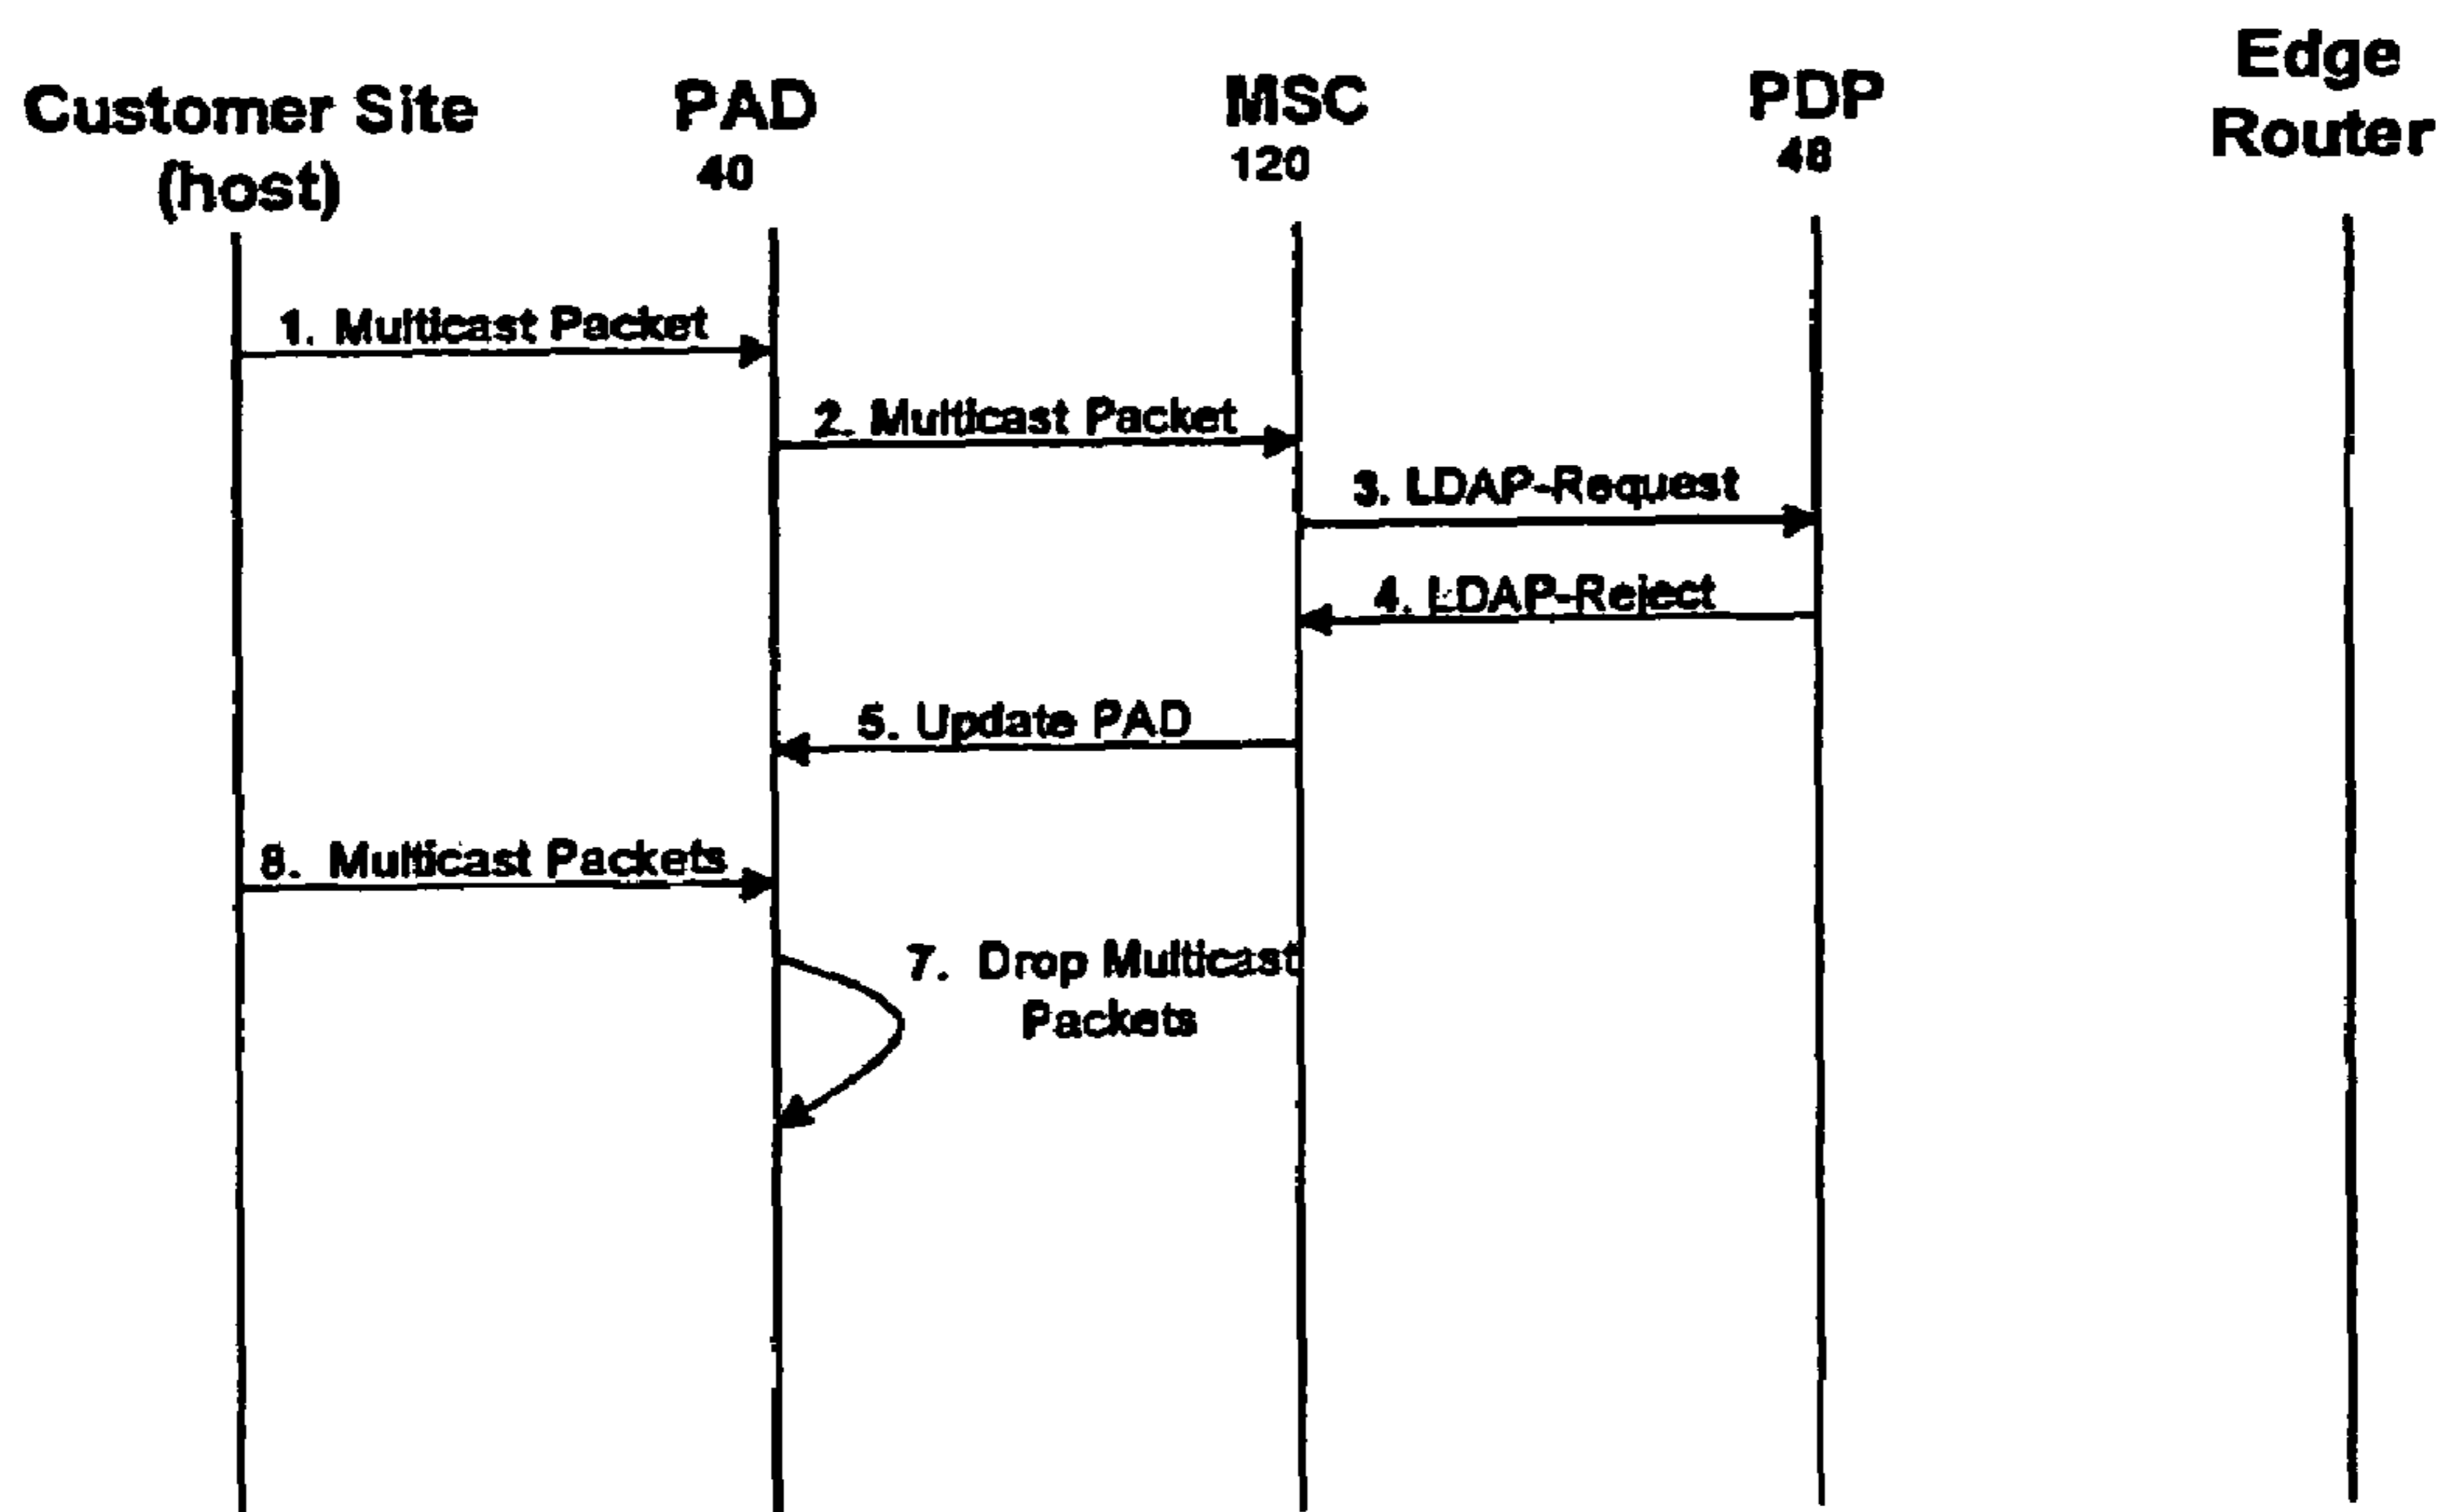 Customer Site
(host)
PAD
40
MSC
120
PDP
48
Edge
Router
1. Multicast Packet
2. Multicast Packet
3. LDAP-Request
4. LDAP-Reject
5. Update PAD
6. Multicast Packets
7. Drop Multicast
Packets